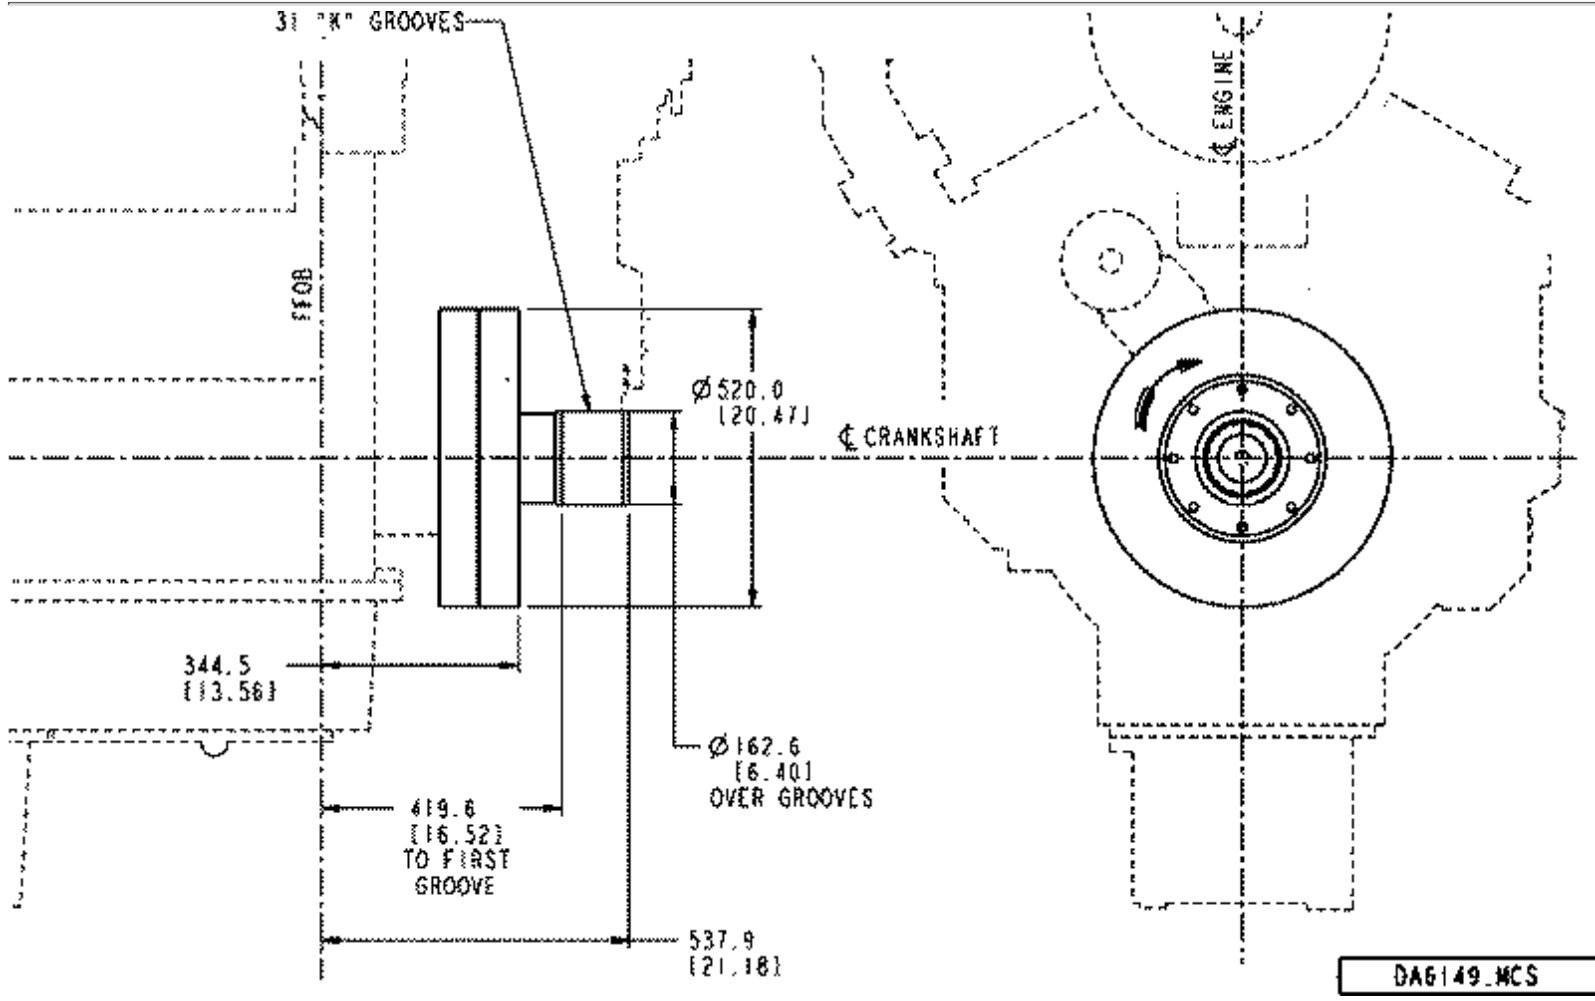 31 "K" GROOVES
℄ ENGINE
FFOB
Ø520.0
[20.47]
℄ CRANKSHAFT
344.5
[13.56]
Ø162.6
[6.40]
OVER GROOVES
419.6
[16.52]
TO FIRST
GROOVE
537.9
[21.18]
DA6149_MCS